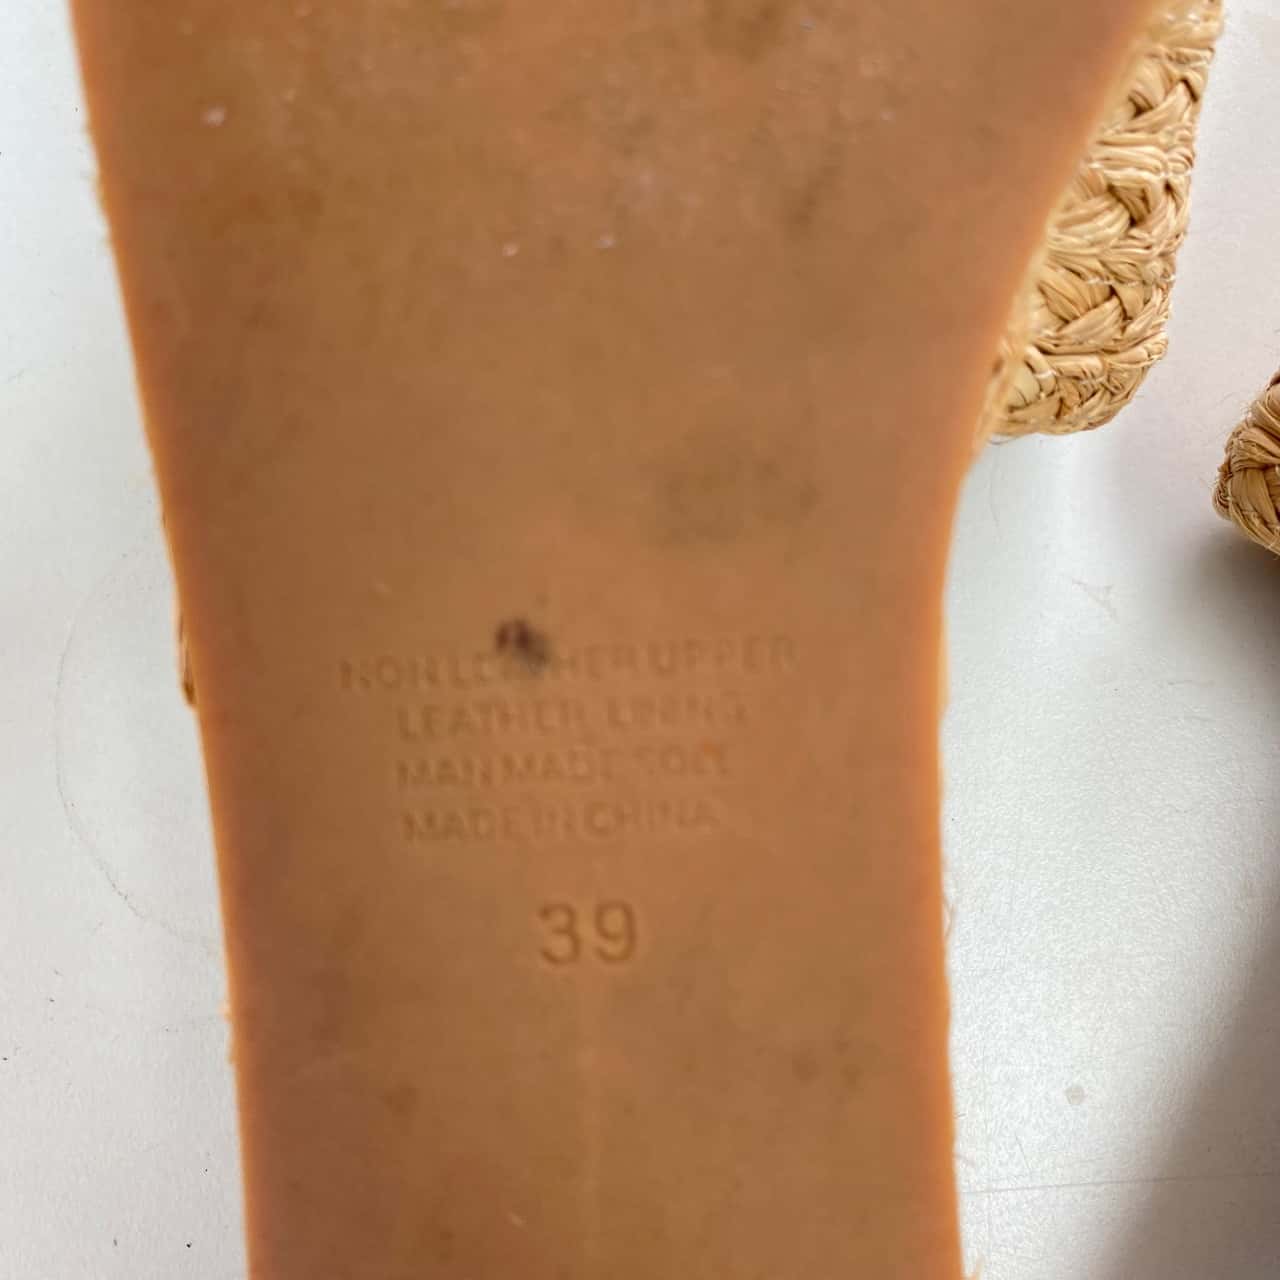 NON LEATHER UPPER
LEATHER LINING
MAN MADE SOLE
MADE IN CHINA
39